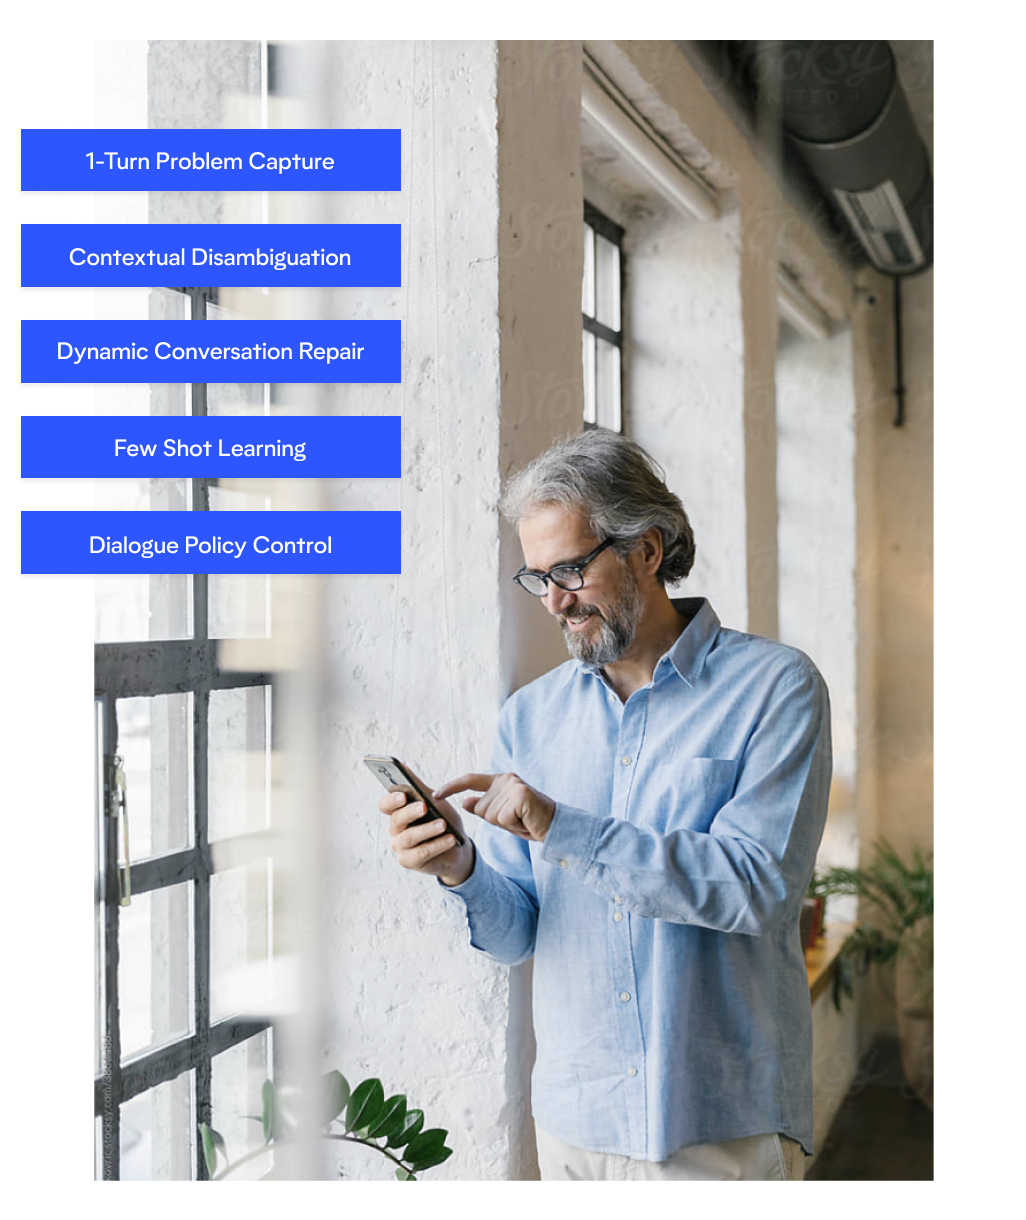 Stocksy
UNITED
1-Turn Problem Capture
Contextual Disambiguation
Dynamic Conversation Repair
Few Shot Learning
Dialogue Policy Control